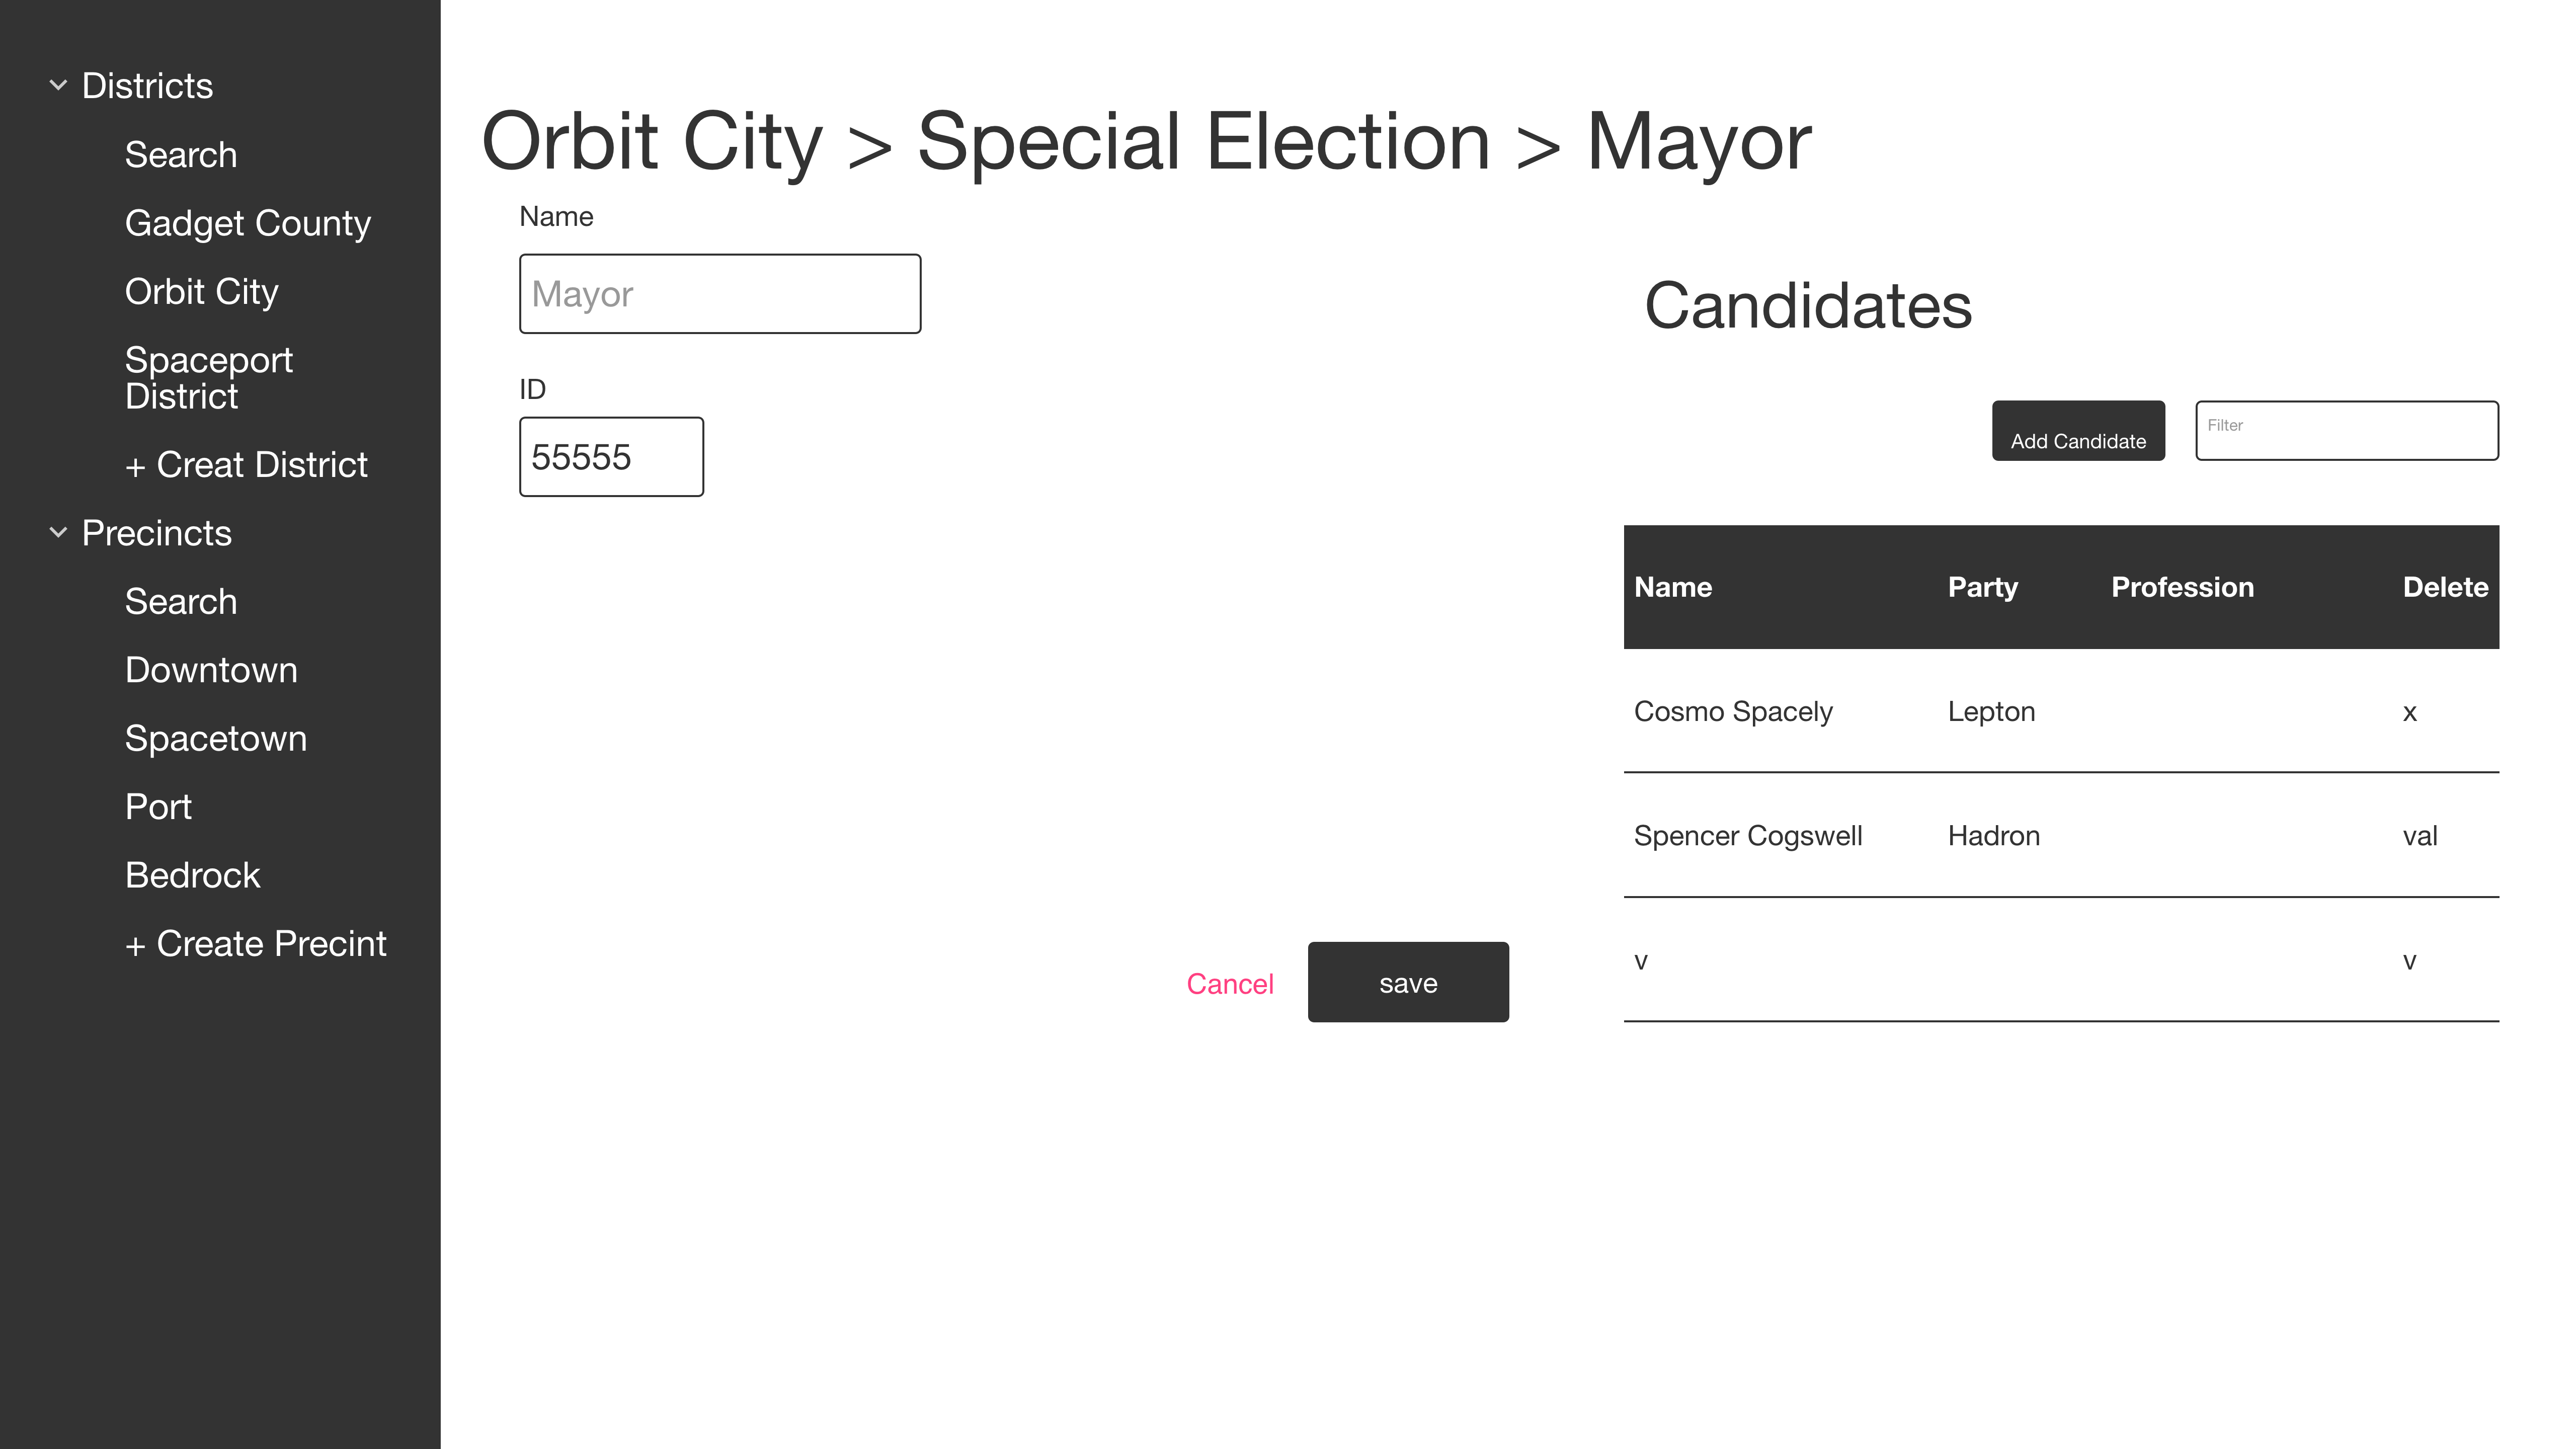 Districts
Search
Gadget County
Orbit City
Spaceport
District
+ Creat District
Precincts
Search
Downtown
Spacetown
Port
Bedrock
+ Create Precint
Orbit City > Special Election > Mayor
Name
Mayor
ID
55555
Cancel
save
Candidates
Add Candidate
Filter
Name Party Profession Delete
Cosmo Spacely Lepton x
Spencer Cogswell Hadron val
v v